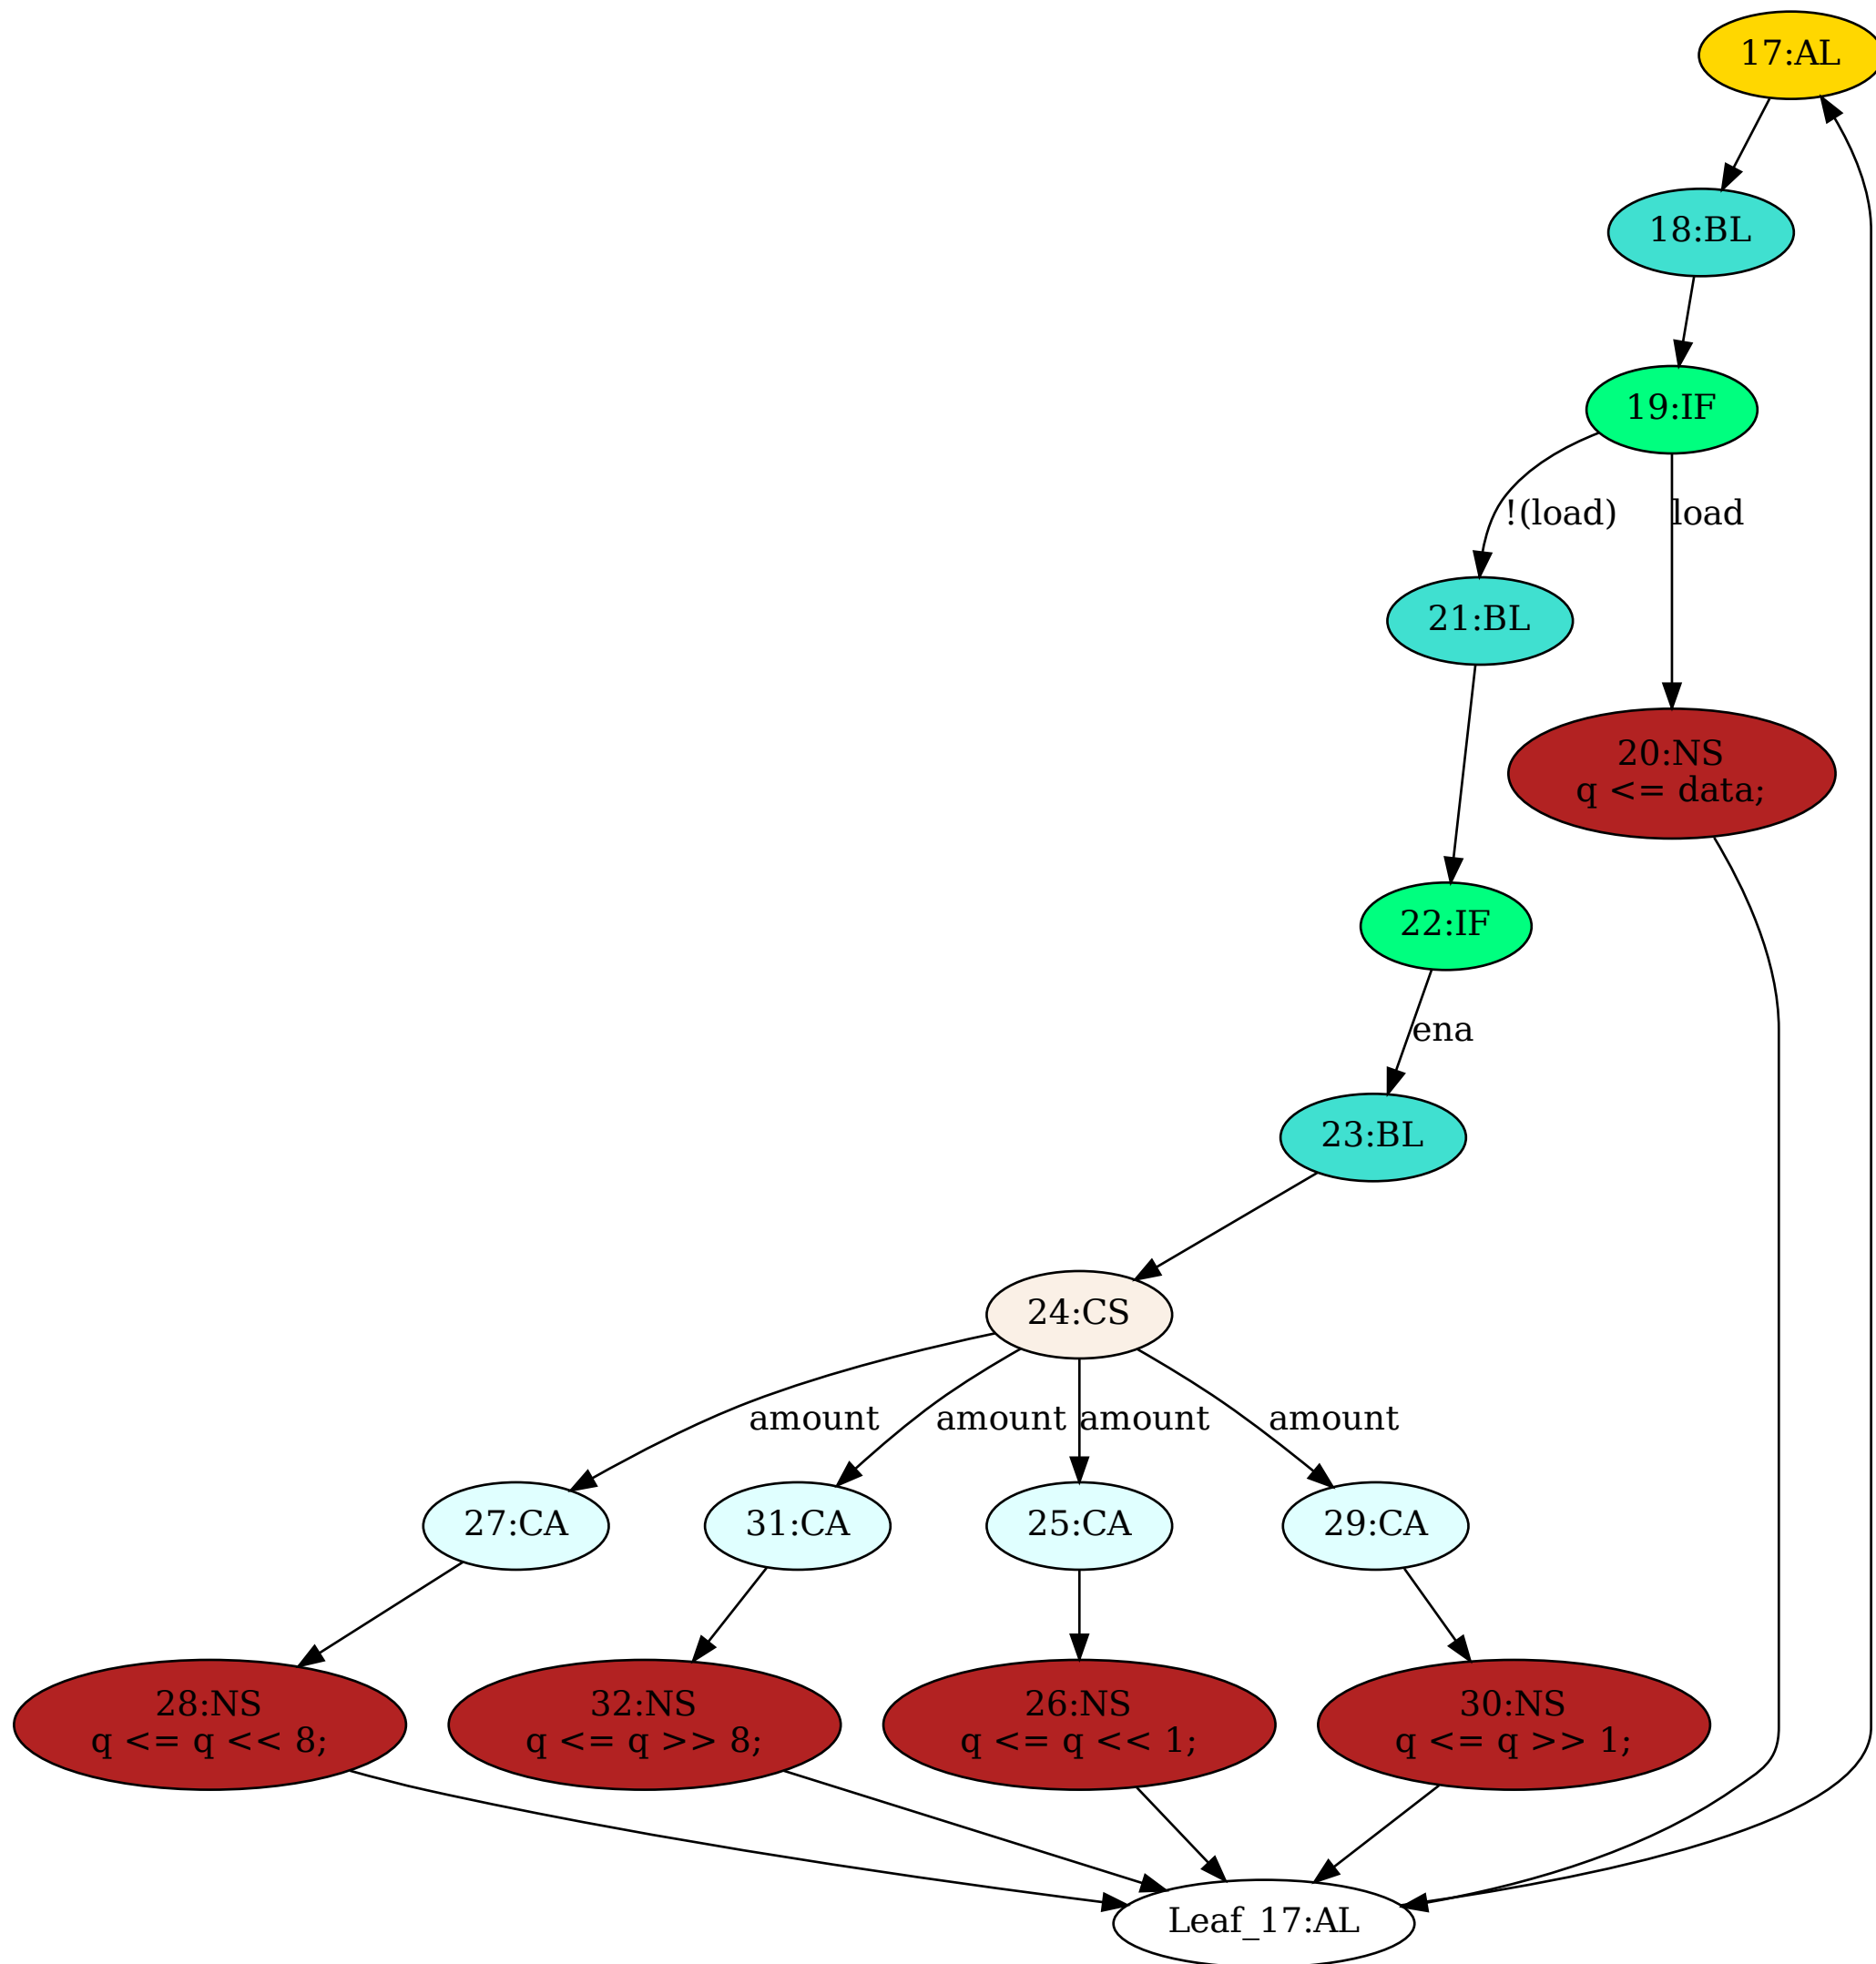 17:AL
18:BL
19:IF
!(load)
load
21:BL
20:NS
q <= data;
22:IF
ena
23:BL
24:CS
amount
amount
amount
amount
27:CA
31:CA
25:CA
29:CA
28:NS
q <= q << 8;
32:NS
q <= q >> 8;
26:NS
q <= q << 1;
30:NS
q <= q >> 1;
Leaf_17:AL